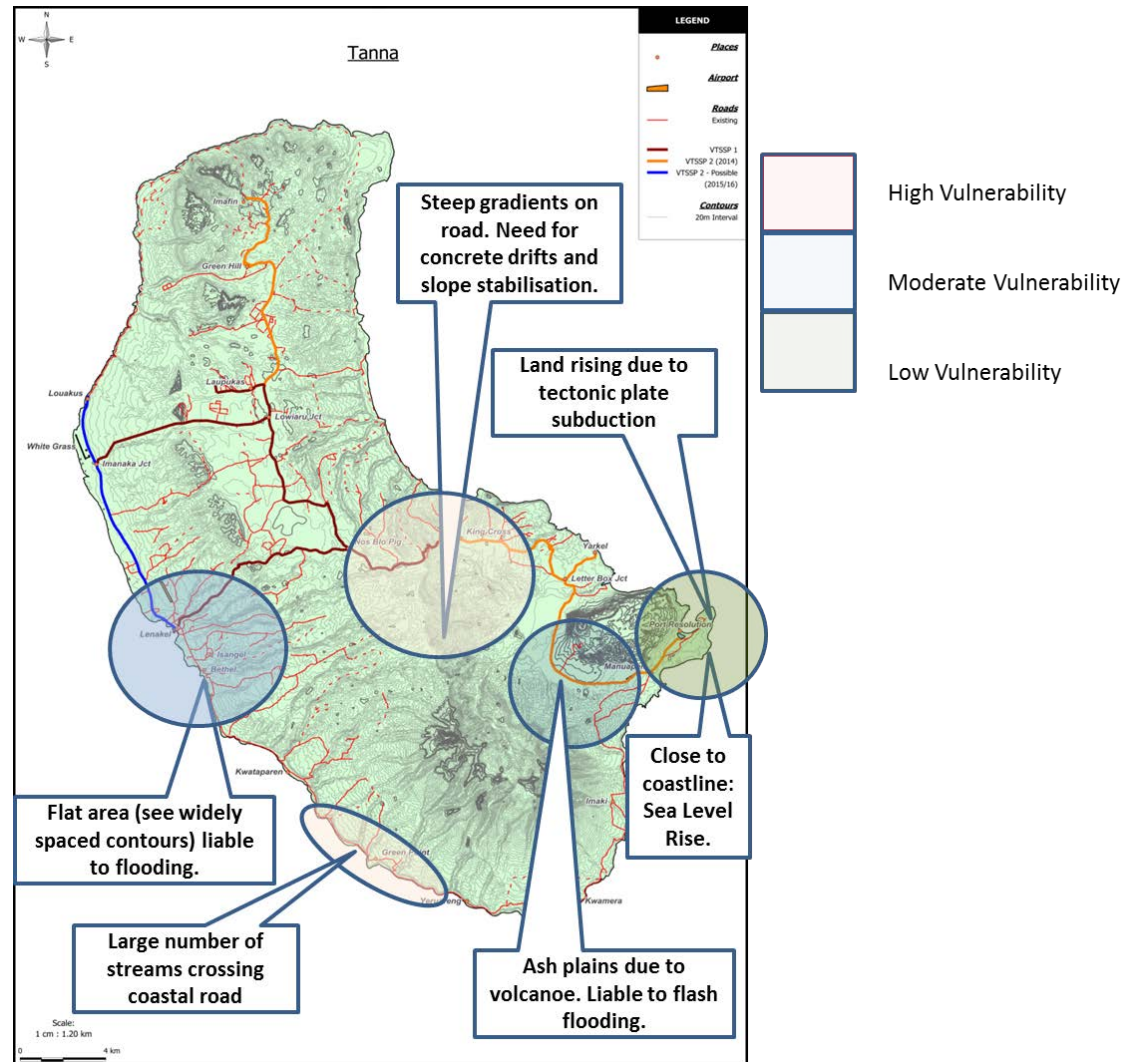 N
W E
S
Tanna
LEGEND
Places
Airport
Roads
Existing
VTSSP 1
VTSSP 2 (2014)
VTSSP 2 - Possible
(2015/16)
Contours
20m Interval
High Vulnerability
Moderate Vulnerability
Low Vulnerability
Steep gradients on
road. Need for
concrete drifts and
slope stabilisation.
Land rising due to
tectonic plate
subduction
Imafin
Green Hill
Louakus
Laupukas
Lowiaru Jct
White Grass
Imanaka Jct
Nos Blo Pig
King Cross
Yarkel
Letter Box Jct
Port Resolution
Lenakel
Isangel
Bethel
Kwataparen
Imaki
Green Point
Kwamera
Close to
coastline:
Sea Level
Rise.
Flat area (see widely
spaced contours) liable
to flooding.
Large number of
streams crossing
coastal road
Ash plains due to
volcanoe. Liable to flash
flooding.
Scale:
1 cm : 1.20 km
0 4 km